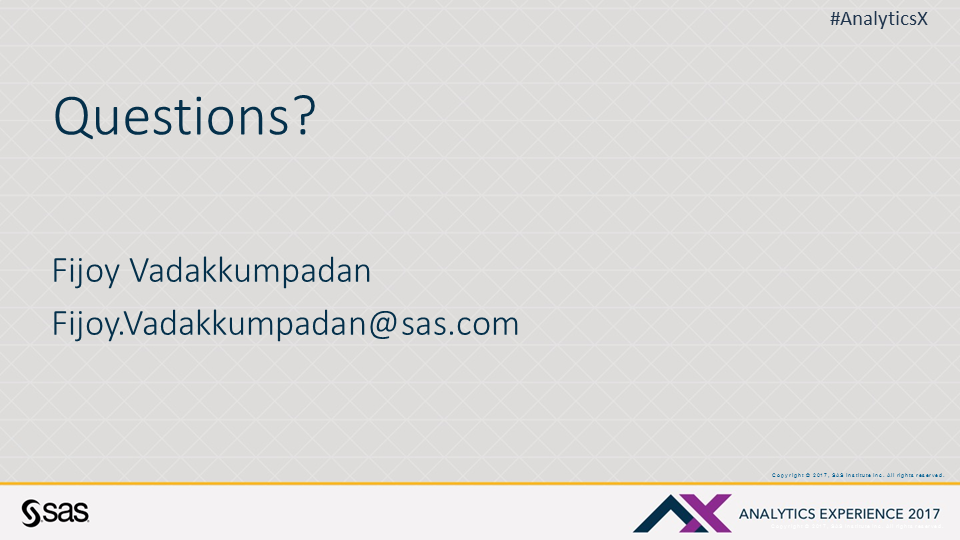 #AnalyticsX
Questions?
Fijoy Vadakkumpadan
Fijoy.Vadakkumpadan@sas.com
Copyright © 2017, SAS Institute Inc. All rights reserved.
sas
AX
ANALYTICS EXPERIENCE 2017